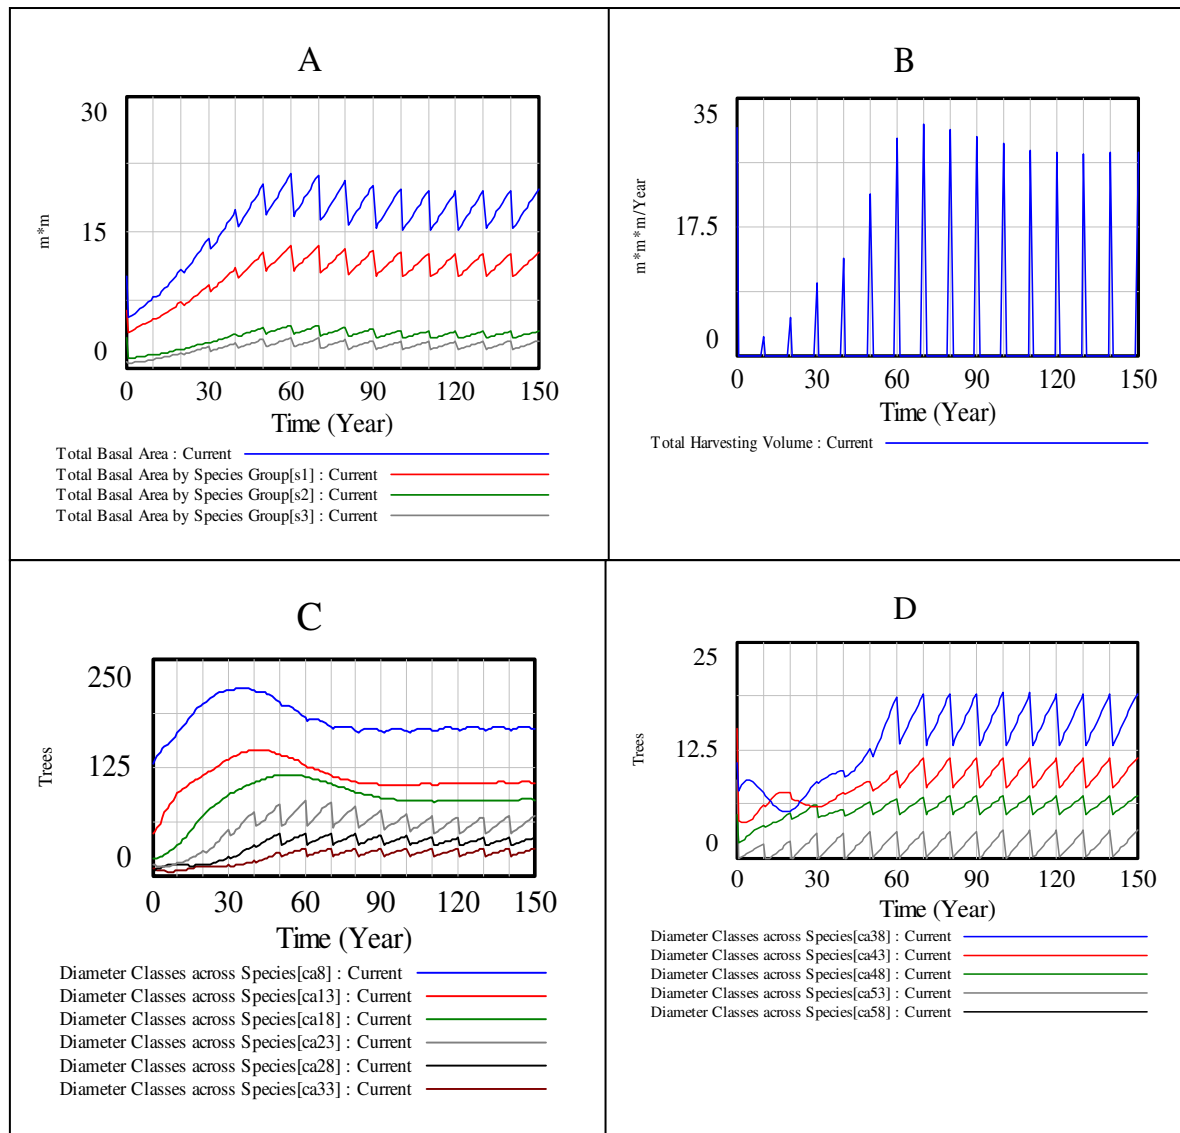 A
30
15
0
m*m
0 30 60 90 120 150
Time (Year)
Total Basal Area : Current
Total Basal Area by Species Group[s1] : Current
Total Basal Area by Species Group[s2] : Current
Total Basal Area by Species Group[s3] : Current
B
35
17.5
0
m*m*m/Year
0 30 60 90 120 150
Time (Year)
Total Harvesting Volume : Current
C
250
125
0
Trees
0 30 60 90 120 150
Time (Year)
Diameter Classes across Species[ca8] : Current
Diameter Classes across Species[ca13] : Current
Diameter Classes across Species[ca18] : Current
Diameter Classes across Species[ca23] : Current
Diameter Classes across Species[ca28] : Current
Diameter Classes across Species[ca33] : Current
D
25
12.5
0
Trees
0 30 60 90 120 150
Time (Year)
Diameter Classes across Species[ca38] : Current
Diameter Classes across Species[ca43] : Current
Diameter Classes across Species[ca48] : Current
Diameter Classes across Species[ca53] : Current
Diameter Classes across Species[ca58] : Current